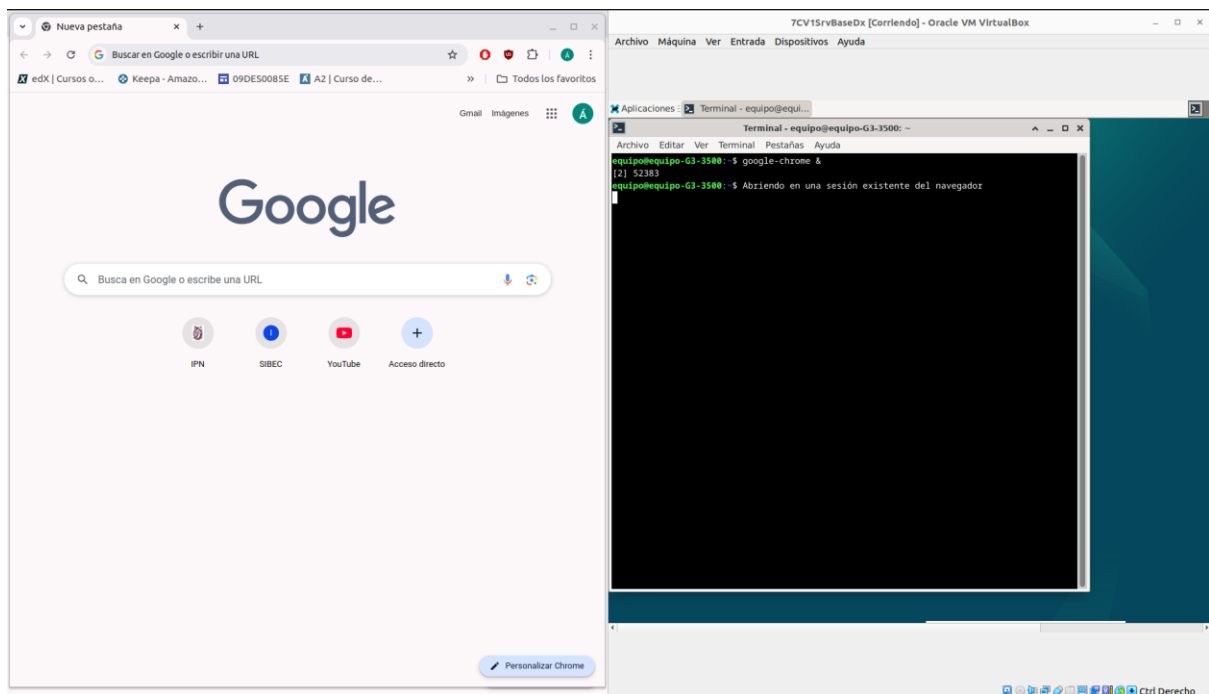 Nueva pestaña
Buscar en Google o escribir una URL
edX | Cursos o... Keepa - Amazo... 09DES0085E A2 | Curso de... » Todos los favoritos
Gmail Imágenes Á
Google
Busca en Google o escribe una URL
IPN SIBEC YouTube Acceso directo
Personalizar Chrome
7CV1SrvBaseDx [Corriendo] - Oracle VM VirtualBox
Archivo Máquina Ver Entrada Dispositivos Ayuda
Aplicaciones Terminal - equipo@equi...
Terminal - equipo@equipo-G3-3500: ~
Archivo Editar Ver Terminal Pestañas Ayuda
equipo@equipo-G3-3500:~$ google-chrome &
[2] 52383
equipo@equipo-G3-3500:~$ Abriendo en una sesión existente del navegador
Ctrl Derecho